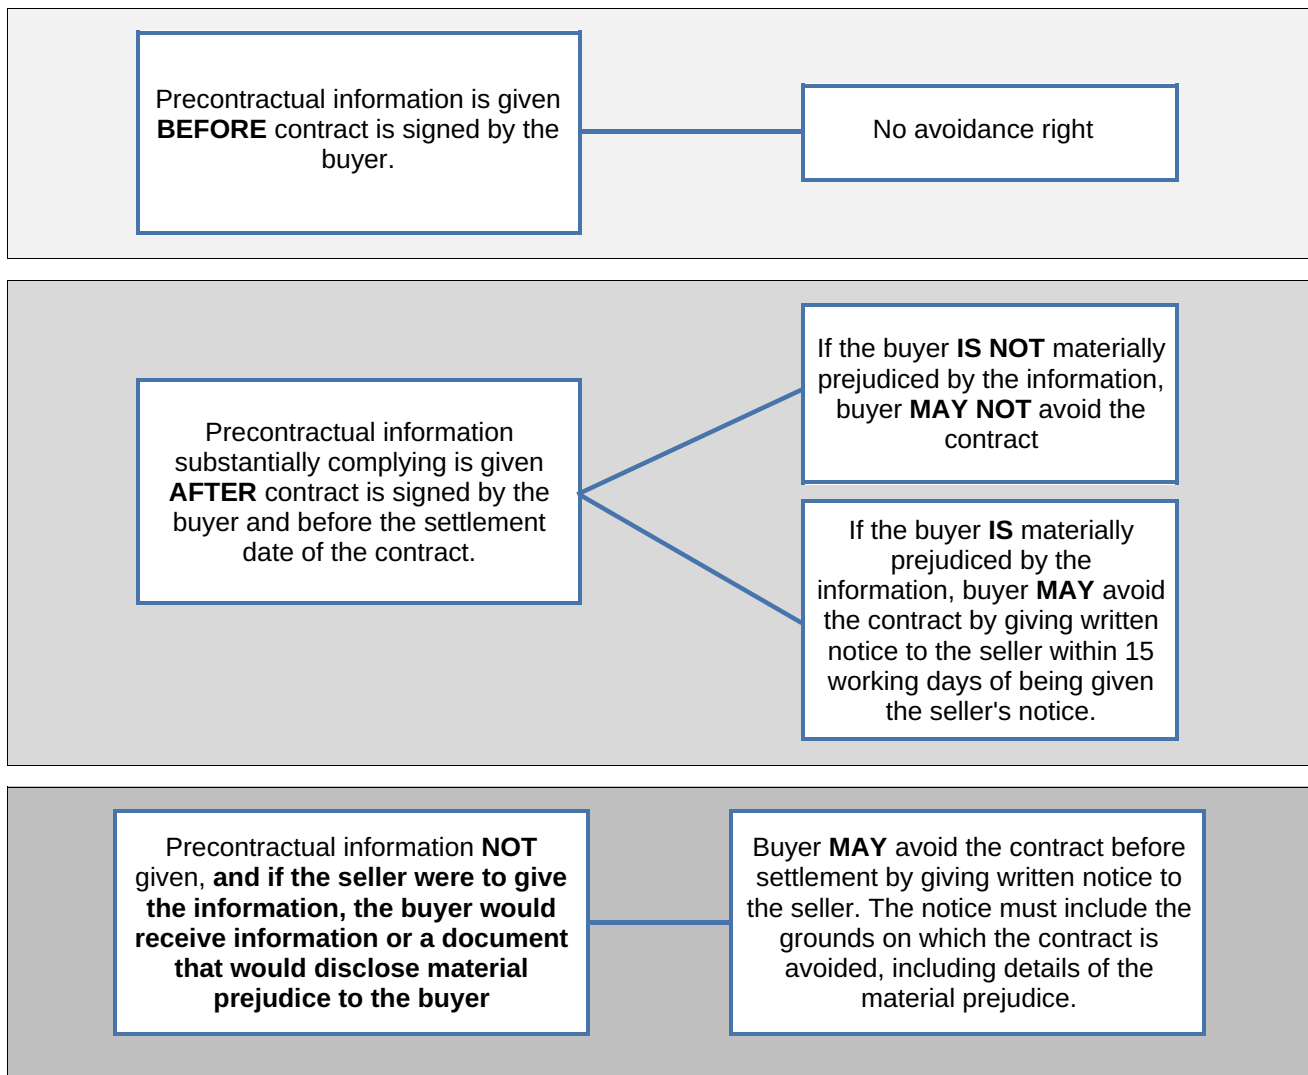 Precontractual information is given
BEFORE contract is signed by the
buyer.
No avoidance right
Precontractual information
substantially complying is given
AFTER contract is signed by the
buyer and before the settlement
date of the contract.
If the buyer IS NOT materially
prejudiced by the information,
buyer MAY NOT avoid the
contract
If the buyer IS materially
prejudiced by the
information, buyer MAY avoid
the contract by giving written
notice to the seller within 15
working days of being given
the seller's notice.
Precontractual information NOT
given, and if the seller were to give
the information, the buyer would
receive information or a document
that would disclose material
prejudice to the buyer
Buyer MAY avoid the contract before
settlement by giving written notice to
the seller. The notice must include the
grounds on which the contract is
avoided, including details of the
material prejudice.